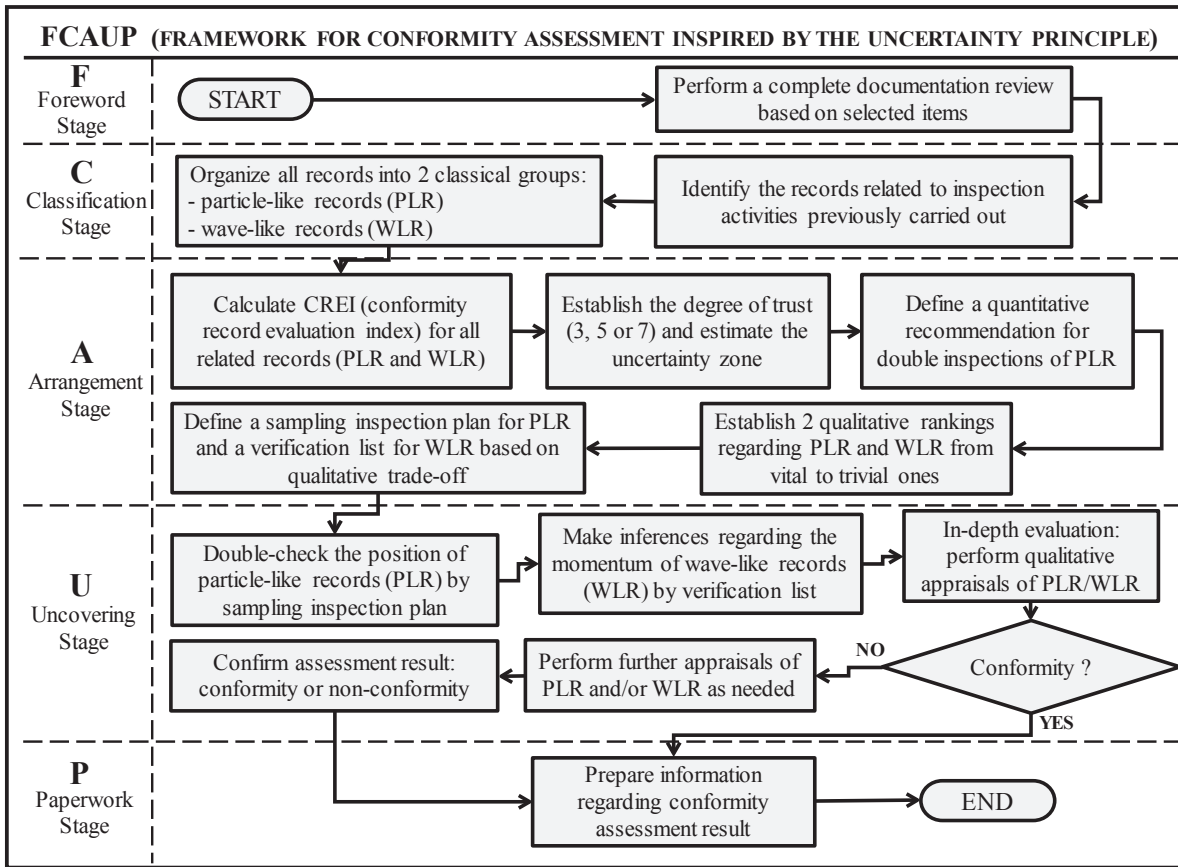 FCAUP (FRAMEWORK FOR CONFORMITY ASSESSMENT INSPIRED BY THE UNCERTAINTY PRINCIPLE)
F
Foreword
Stage
START
Perform a complete documentation review
based on selected items
C
Classification
Stage
Organize all records into 2 classical groups:
- particle-like records (PLR)
- wave-like records (WLR)
Identify the records related to inspection
activities previously carried out
A
Arrangement
Stage
Calculate CREI (conformity
record evaluation index) for all
related records (PLR and WLR)
Establish the degree of trust
(3, 5 or 7) and estimate the
uncertainty zone
Define a quantitative
recommendation for
double inspections of PLR
Define a sampling inspection plan for PLR
and a verification list for WLR based on
qualitative trade-off
Establish 2 qualitative rankings
regarding PLR and WLR from
vital to trivial ones
U
Uncovering
Stage
Double-check the position of
particle-like records (PLR) by
sampling inspection plan
Make inferences regarding the
momentum of wave-like records
(WLR) by verification list
In-depth evaluation:
perform qualitative
appraisals of PLR/WLR
Conformity ?
NO
YES
Perform further appraisals of
PLR and/or WLR as needed
Confirm assessment result:
conformity or non-conformity
P
Paperwork
Stage
Prepare information
regarding conformity
assessment result
END